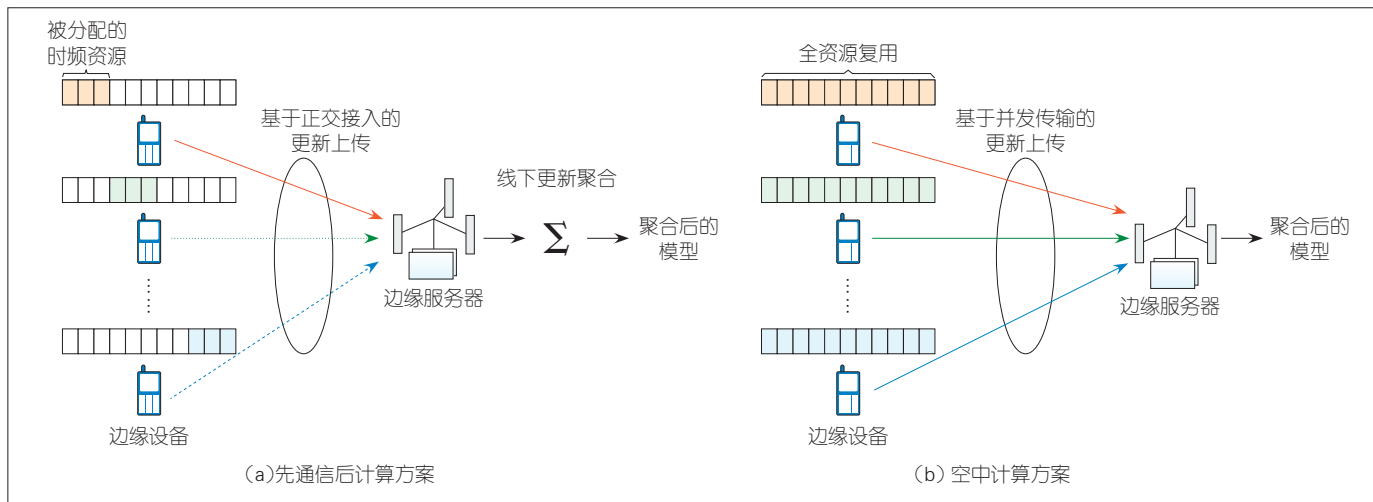 被分配的
时频资源
基于正交接入的
更新上传
线下更新聚合
Σ
聚合后的
模型
边缘服务器
边缘设备
(a)先通信后计算方案
全资源复用
基于并发传输的
更新上传
聚合后的
模型
边缘服务器
边缘设备
(b) 空中计算方案